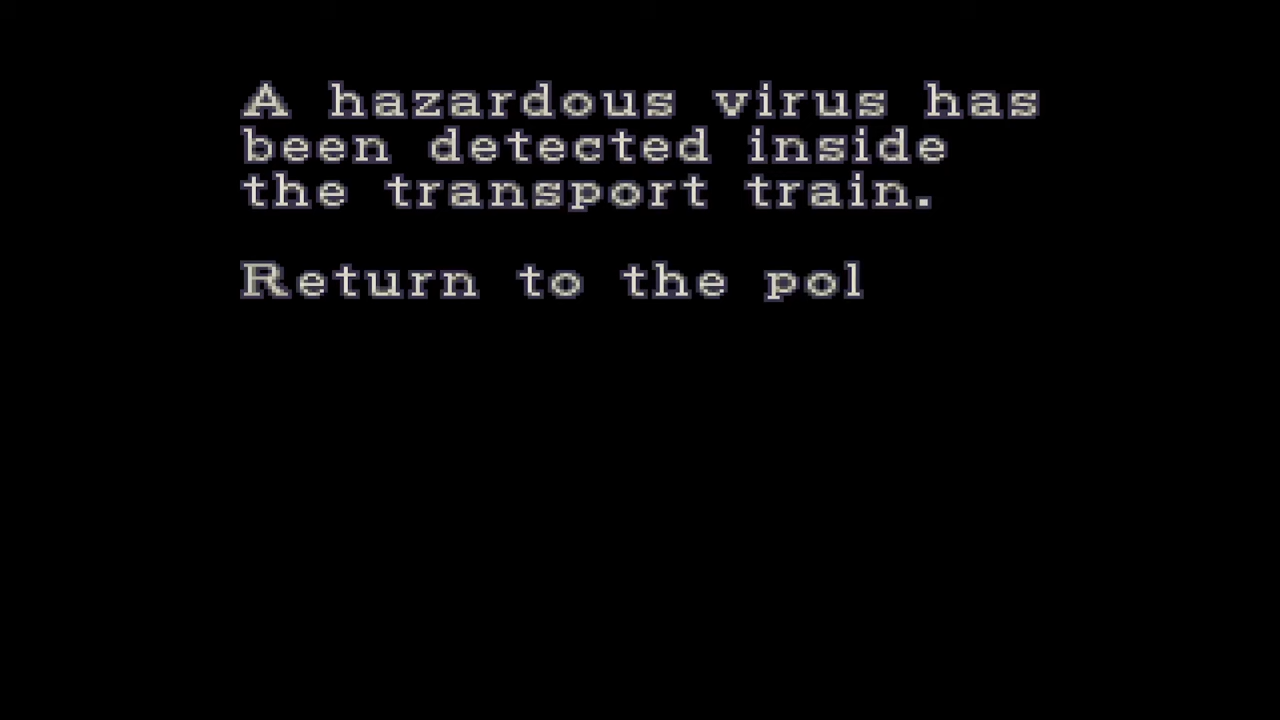 A hazardous virus has
been detected inside
the transport train.
Return to the pol